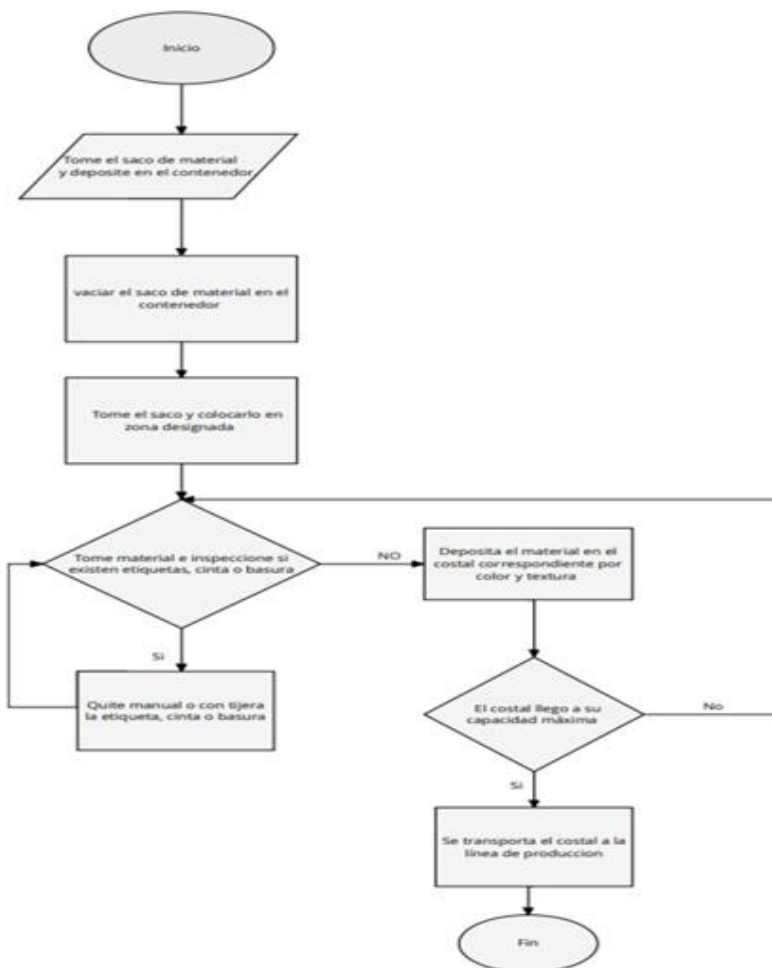 Inicio
Tome el saco de material
y deposite en el contenedor
vaciar el saco de material en el
contenedor
Tome el saco y colocarlo en
zona designada
Tome material e inspeccione si
existen etiquetas, cinta o basura
NO
Deposita el material en el
costal correspondiente por
color y textura
Si
Quite manual o con tijera
la etiqueta, cinta o basura
El costal llego a su
capacidad máxima
No
Si
Se transporta el costal a la
línea de produccion
Fin